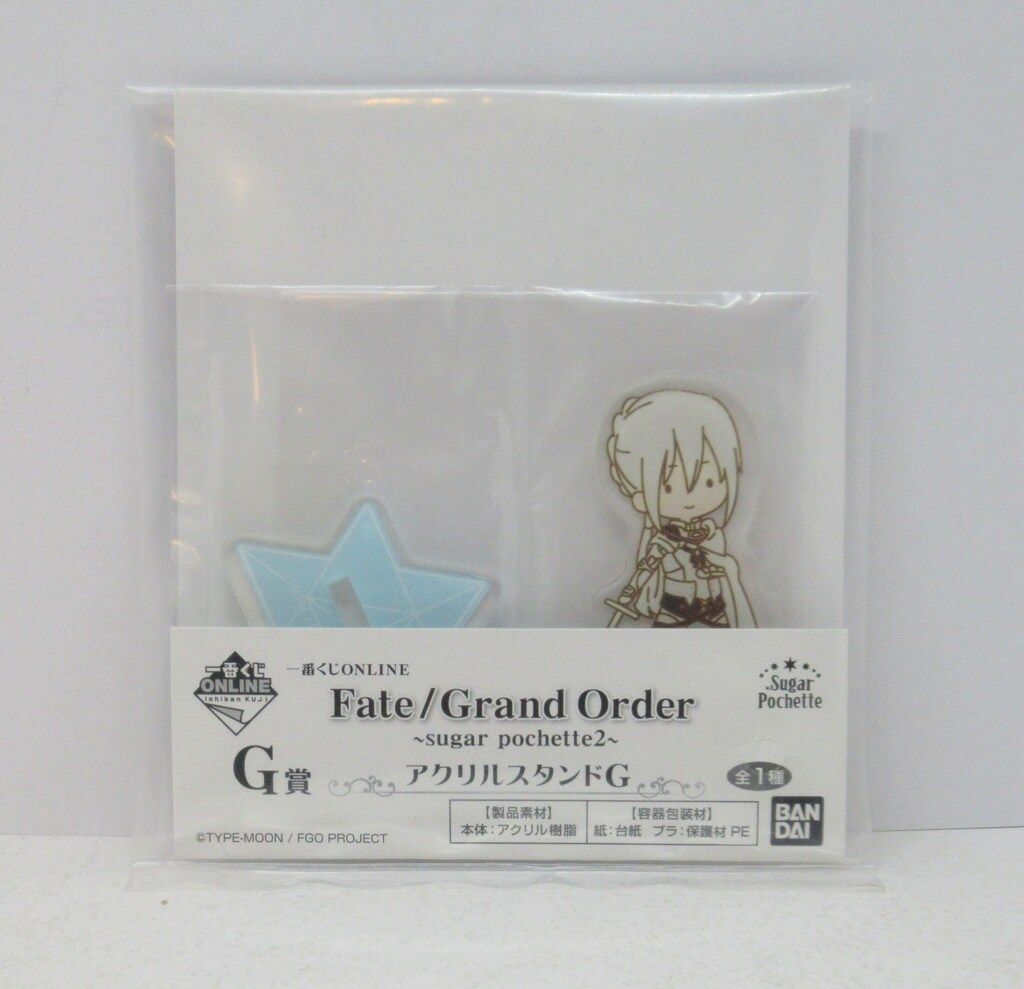 一番くじ
ONLINE
Ichiban KUJI
一番くじONLINE
Fate/Grand Order
~sugar pochette2~
Sugar
Pochette
G賞
アクリルスタンドG
全1種
【製品素材】
本体:アクリル樹脂
【容器包装材】
紙:台紙 プラ:保護材 PE
BAN
DAI
©TYPE-MOON / FGO PROJECT